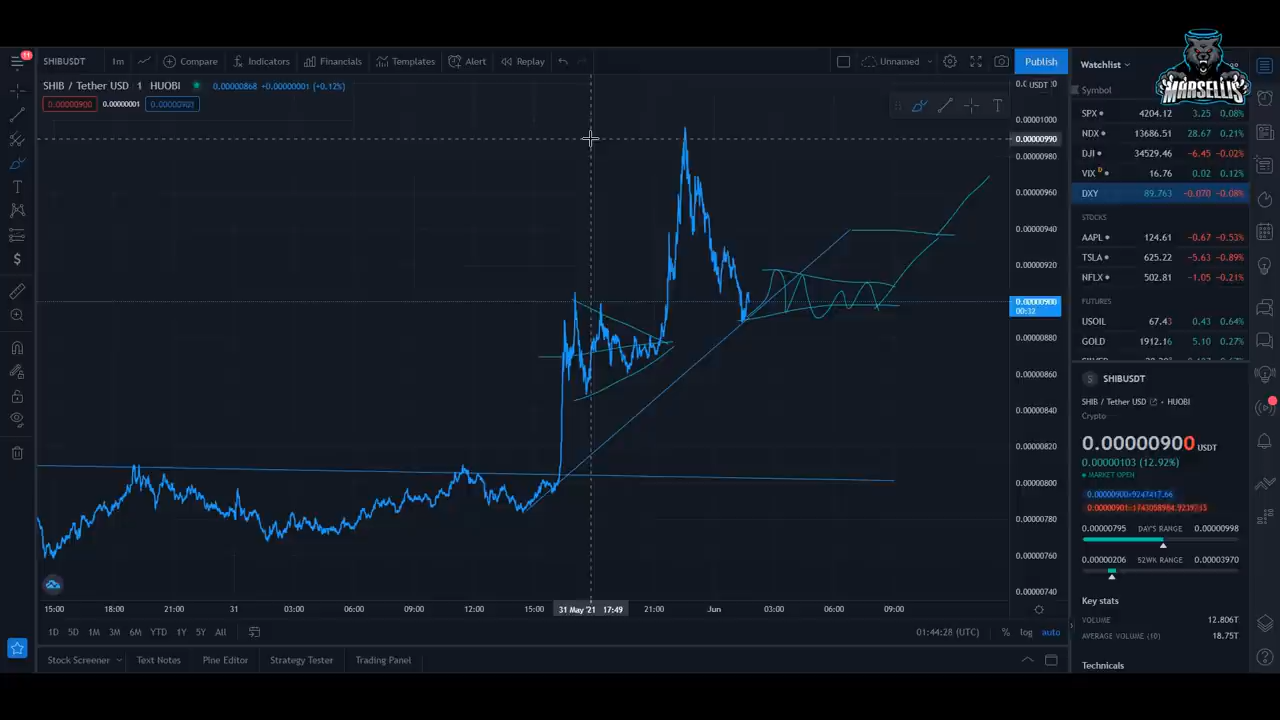 11
SHIBUSDT 1m Compare Indicators Financials Templates Alert Replay Unnamed Publish
SHIB / Tether USD 1 HUOBI 0.00000868 +0.00000001 (+0.12%)
0.00000900 0.00000001 0.00000903
USDT
0.00001000
0.00000990
0.00000980
0.00000960
0.00000940
0.00000920
0.00000900
00:32
0.00000880
0.00000860
0.00000840
0.00000820
0.00000800
0.00000780
0.00000760
0.00000740
15:00 18:00 21:00 31 03:00 06:00 09:00 12:00 15:00 31 May '21 17:49 21:00 Jun 03:00 06:00 09:00
1D 5D 1M 3M 6M YTD 1Y 5Y All 01:44:28 (UTC) % log auto
Stock Screener Text Notes Pine Editor Strategy Tester Trading Panel
Watchlist
MARSELLIS
Symbol
SPX 4204.12 3.25 0.08%
NDX 13686.51 28.67 0.21%
DJI 34529.46 −6.45 −0.02%
VIX D 16.76 0.02 0.12%
DXY 89.763 −0.070 −0.08%
STOCKS
AAPL 124.61 −0.67 −0.53%
TSLA 625.22 −5.63 −0.89%
NFLX 502.81 −1.05 −0.21%
FUTURES
USOIL 67.43 0.43 0.64%
GOLD 1912.16 5.10 0.27%
S SHIBUSDT
SHIB / Tether USD • HUOBI
Crypto
0.00000900 USDT
0.00000103 (12.92%)
MARKET OPEN
0.00000795 DAY'S RANGE 0.00000998
0.00000206 52WK RANGE 0.00003970
Key stats
VOLUME 12.806T
AVERAGE VOLUME (10) 18.75T
Technicals